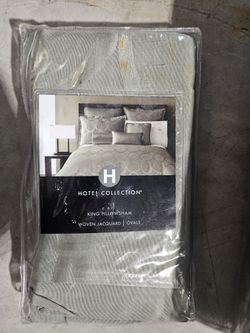 H
HOTEL COLLECTION®
KING PILLOWSHAM
WOVEN JACQUARD | OVALS